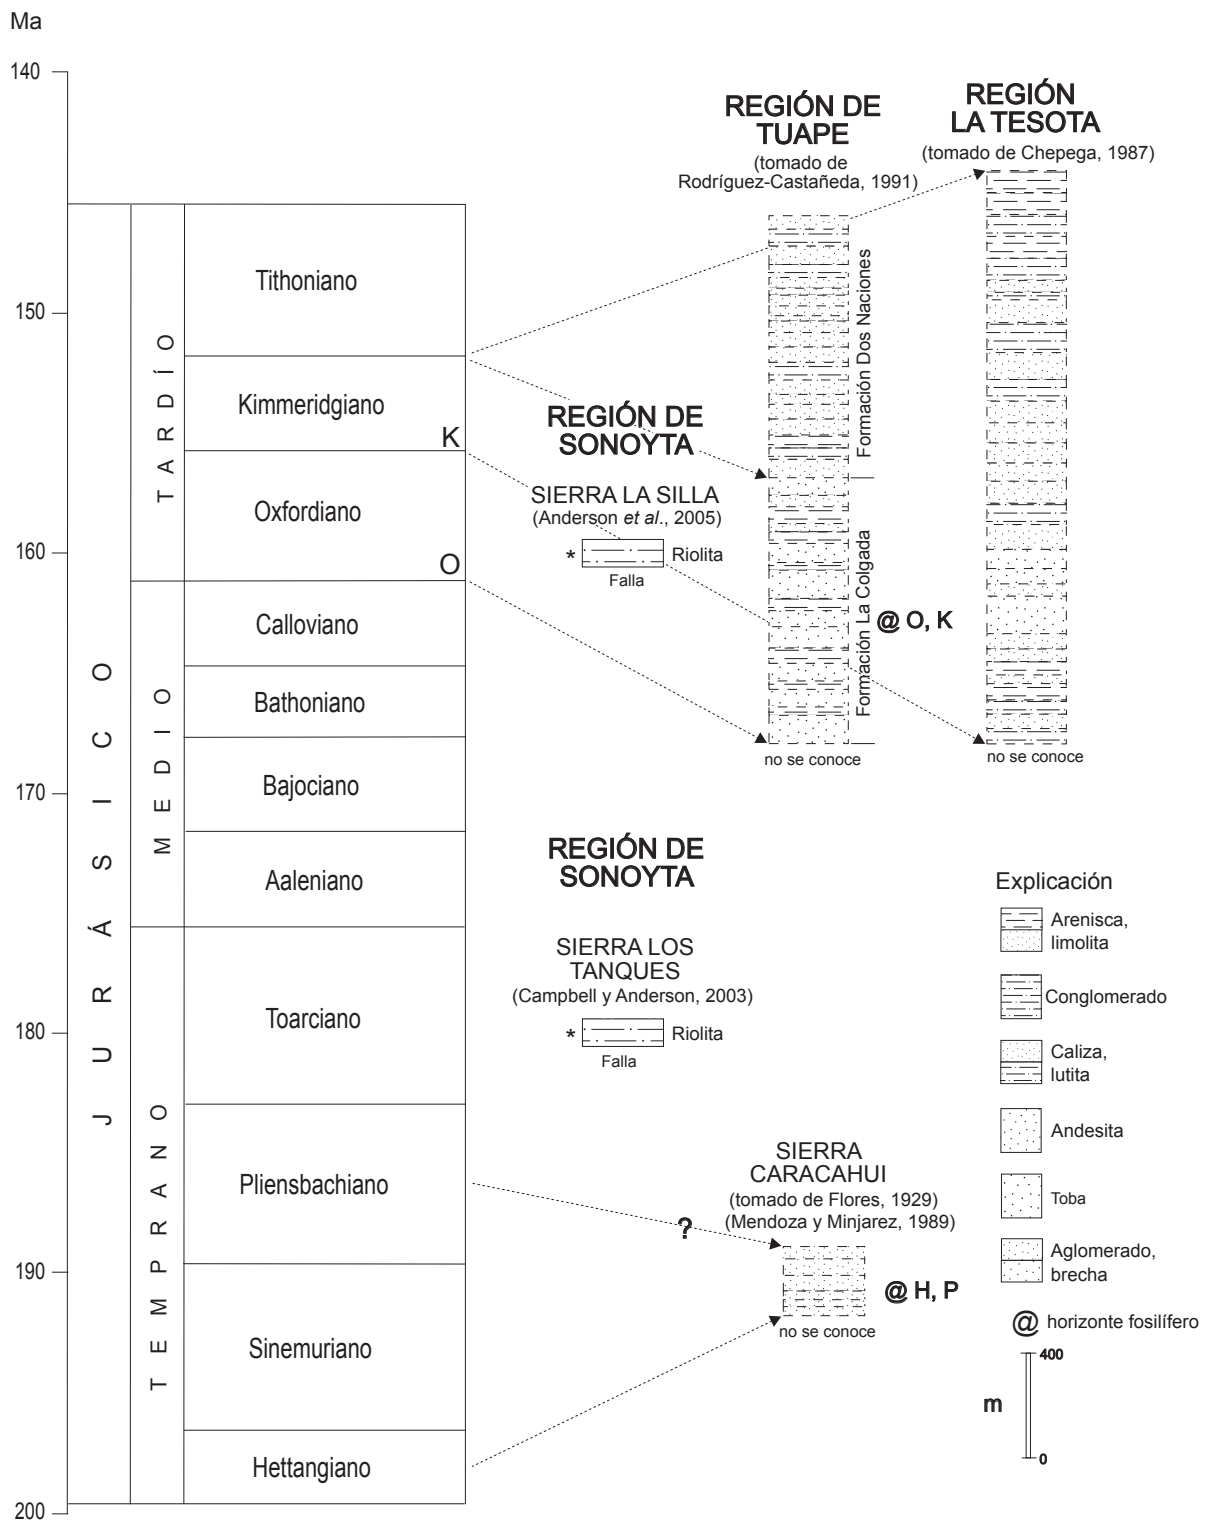 Ma
140
150
160
170
180
190
200
JURÁSICO
TARDÍO
MEDIO
TEMPRANO
Tithoniano
Kimmeridgiano
K
Oxfordiano
O
Calloviano
Bathoniano
Bajociano
Aaleniano
Toarciano
Pliensbachiano
Sinemuriano
Hettangiano
REGIÓN DE
SONOYTA
SIERRA LA SILLA
(Anderson et al., 2005)
* Riolita
Falla
REGIÓN DE
TUAPE
(tomado de
Rodríguez-Castañeda, 1991)
Formación Dos Naciones
Formación La Colgada
@ O, K
no se conoce
REGIÓN
LA TESOTA
(tomado de Chepega, 1987)
no se conoce
REGIÓN DE
SONOYTA
SIERRA LOS
TANQUES
(Campbell y Anderson, 2003)
* Riolita
Falla
SIERRA
CARACAHUI
(tomado de Flores, 1929)
(Mendoza y Minjarez, 1989)
?
@ H, P
no se conoce
Explicación
Arenisca,
limolita
Conglomerado
Caliza,
lutita
Andesita
Toba
Aglomerado,
brecha
@ horizonte fosilífero
400
m
0